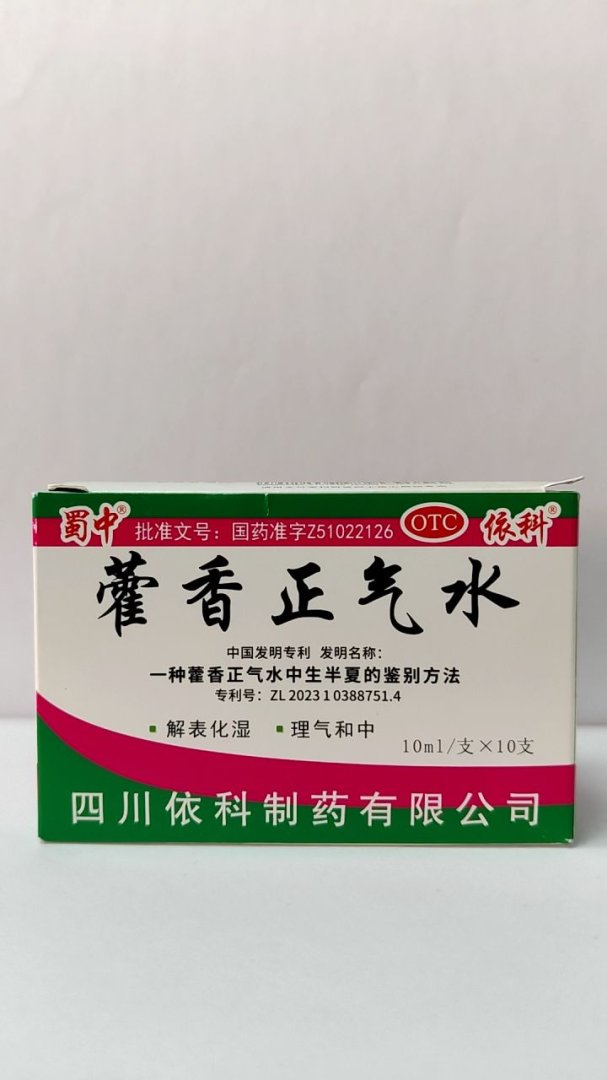 蜀中® 批准文号：国药准字Z51022126 OTC 依科®
藿香正气水
中国发明专利 发明名称：
一种藿香正气水中生半夏的鉴别方法
专利号：ZL 2023 1 0388751.4
▪ 解表化湿 ▪ 理气和中
10ml/支×10支
四川依科制药有限公司